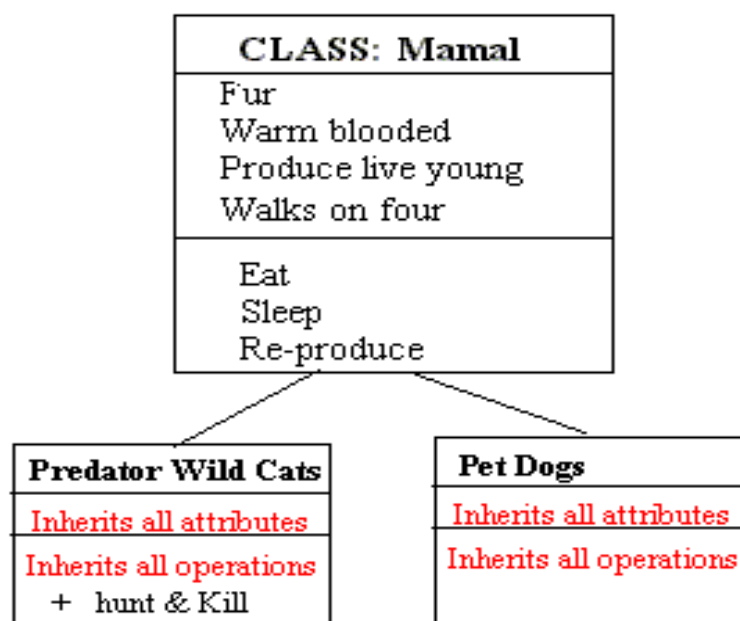 CLASS: Mamal
Fur
Warm blooded
Produce live young
Walks on four
Eat
Sleep
Re-produce
Predator Wild Cats
Inherits all attributes
Inherits all operations
+ hunt & Kill
Pet Dogs
Inherits all attributes
Inherits all operations